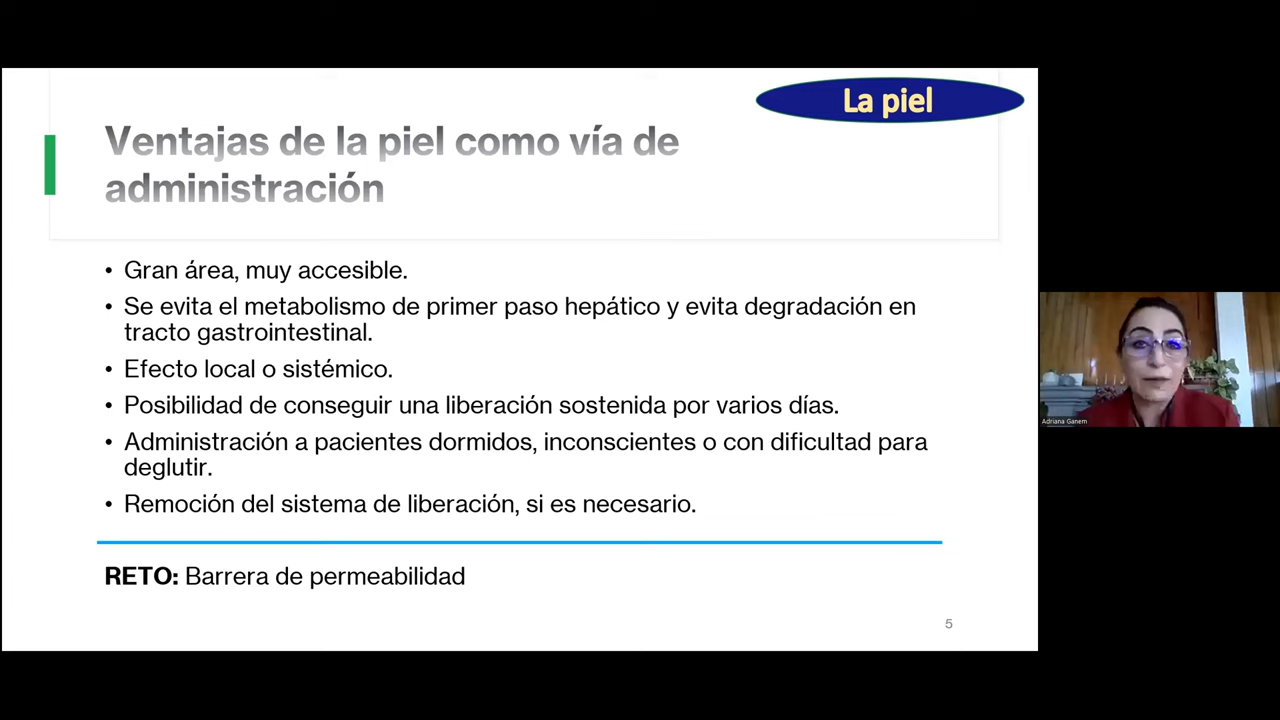 La piel
Ventajas de la piel como vía de
administración
• Gran área, muy accesible.
• Se evita el metabolismo de primer paso hepático y evita degradación en
tracto gastrointestinal.
• Efecto local o sistémico.
• Posibilidad de conseguir una liberación sostenida por varios días.
• Administración a pacientes dormidos, inconscientes o con dificultad para
deglutir.
• Remoción del sistema de liberación, si es necesario.
RETO: Barrera de permeabilidad
5
Adriana Ganem